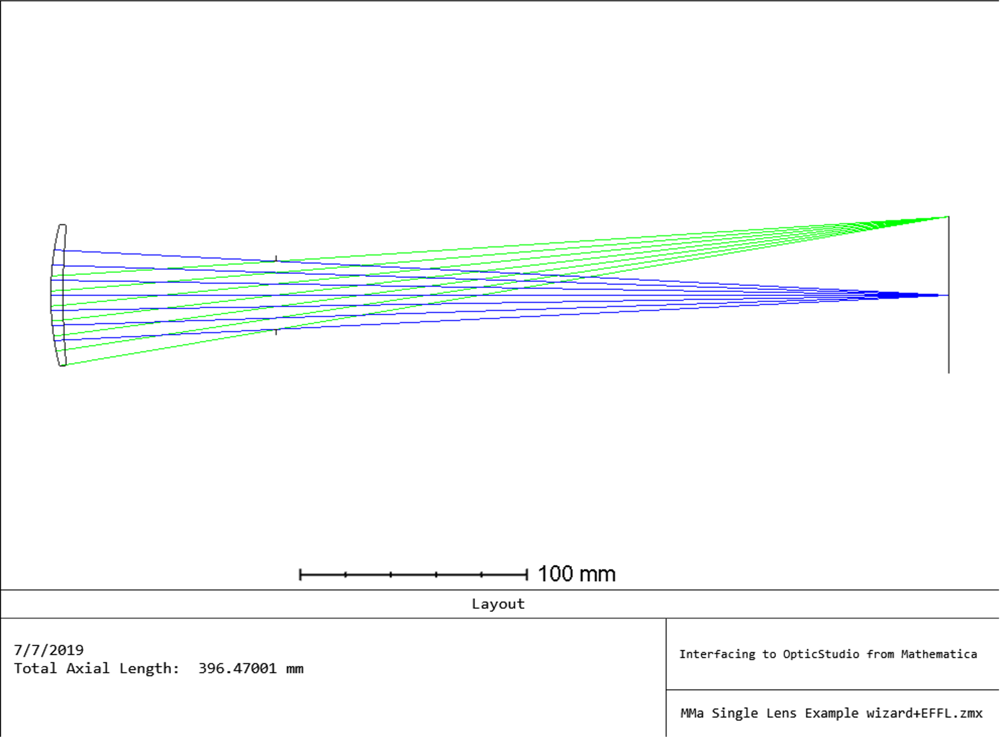 100 mm
Layout
7/7/2019
Total Axial Length:  396.47001 mm
Interfacing to OpticStudio from Mathematica
MMa Single Lens Example wizard+EFFL.zmx